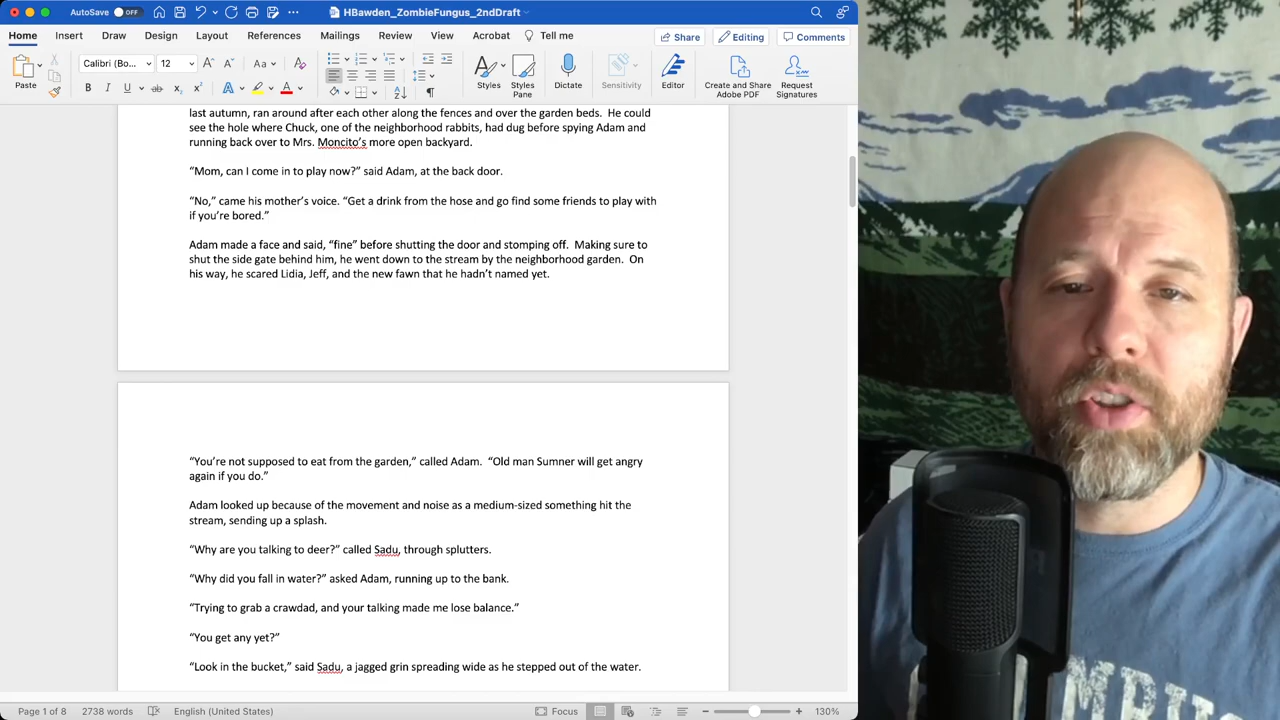 AutoSave OFF HBawden_ZombieFungus_2ndDraft
Home Insert Draw Design Layout References Mailings Review View Acrobat Tell me Share Editing Comments
Calibri (Bo... 12
Paste Styles Styles Pane Dictate Sensitivity Editor Create and Share Adobe PDF Request Signatures
last autumn, ran around after each other along the fences and over the garden beds.  He could
see the hole where Chuck, one of the neighborhood rabbits, had dug before spying Adam and
running back over to Mrs. Moncito’s more open backyard.
“Mom, can I come in to play now?” said Adam, at the back door.
“No,” came his mother’s voice. “Get a drink from the hose and go find some friends to play with
if you’re bored.”
Adam made a face and said, “fine” before shutting the door and stomping off.  Making sure to
shut the side gate behind him, he went down to the stream by the neighborhood garden.  On
his way, he scared Lidia, Jeff, and the new fawn that he hadn’t named yet.
“You’re not supposed to eat from the garden,” called Adam.  “Old man Sumner will get angry
again if you do.”
Adam looked up because of the movement and noise as a medium-sized something hit the
stream, sending up a splash.
“Why are you talking to deer?” called Sadu, through splutters.
“Why did you fall in water?” asked Adam, running up to the bank.
“Trying to grab a crawdad, and your talking made me lose balance.”
“You get any yet?”
“Look in the bucket,” said Sadu, a jagged grin spreading wide as he stepped out of the water.
Page 1 of 8 2738 words English (United States) Focus 130%